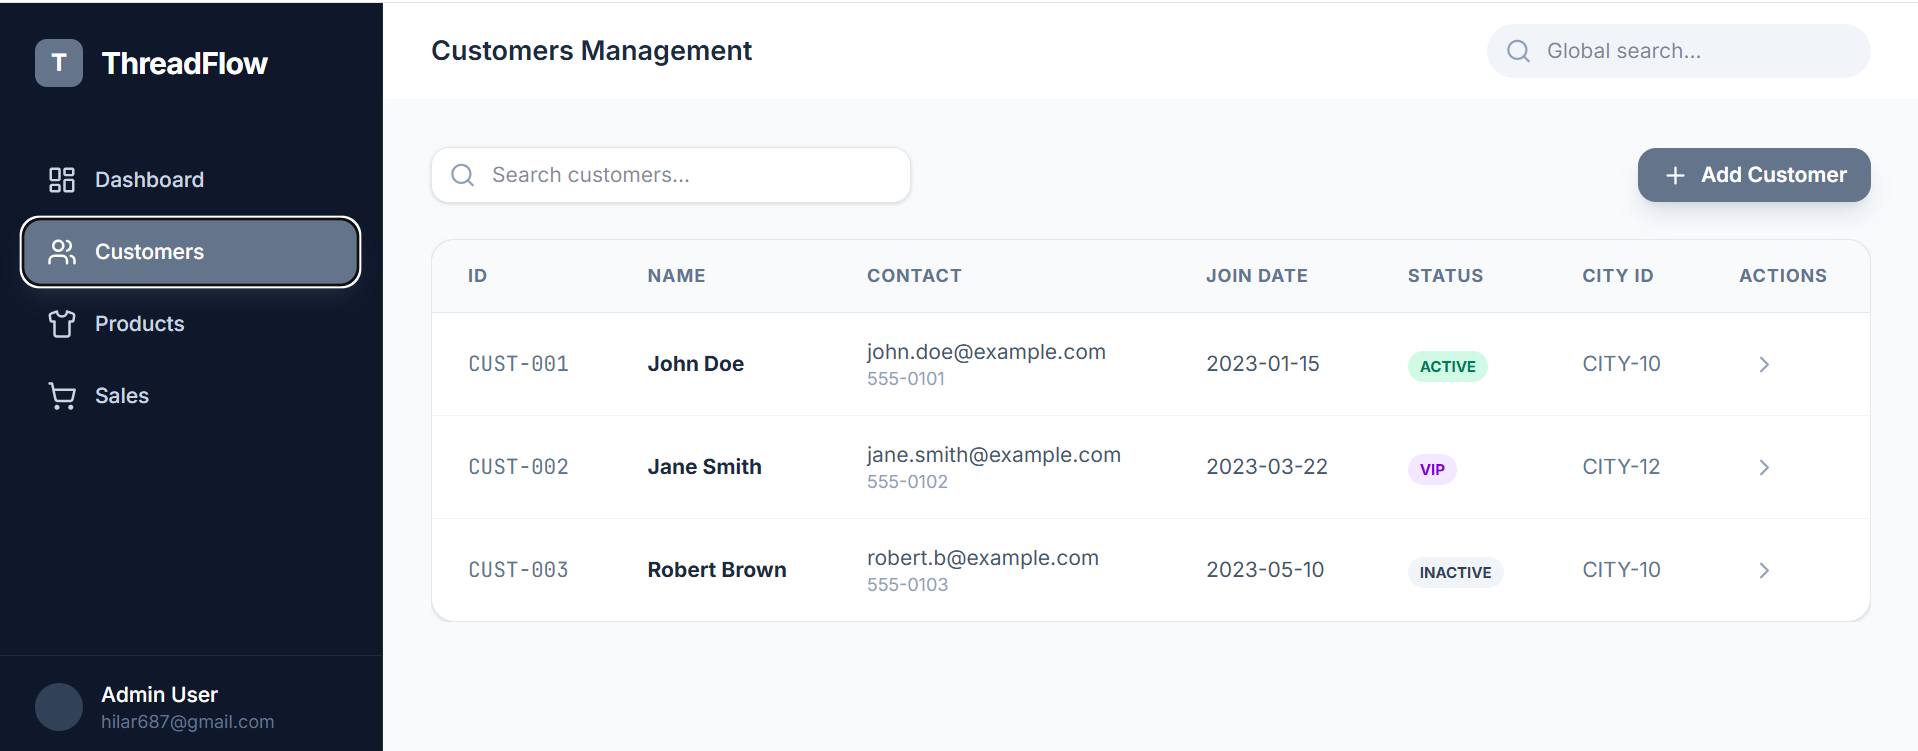 T ThreadFlow
Dashboard
Customers
Products
Sales
Admin User
hilar687@gmail.com
Customers Management
Global search...
Search customers...
+ Add Customer
ID NAME CONTACT JOIN DATE STATUS CITY ID ACTIONS
CUST-001 John Doe john.doe@example.com 2023-01-15 ACTIVE CITY-10
555-0101
CUST-002 Jane Smith jane.smith@example.com 2023-03-22 VIP CITY-12
555-0102
CUST-003 Robert Brown robert.b@example.com 2023-05-10 INACTIVE CITY-10
555-0103